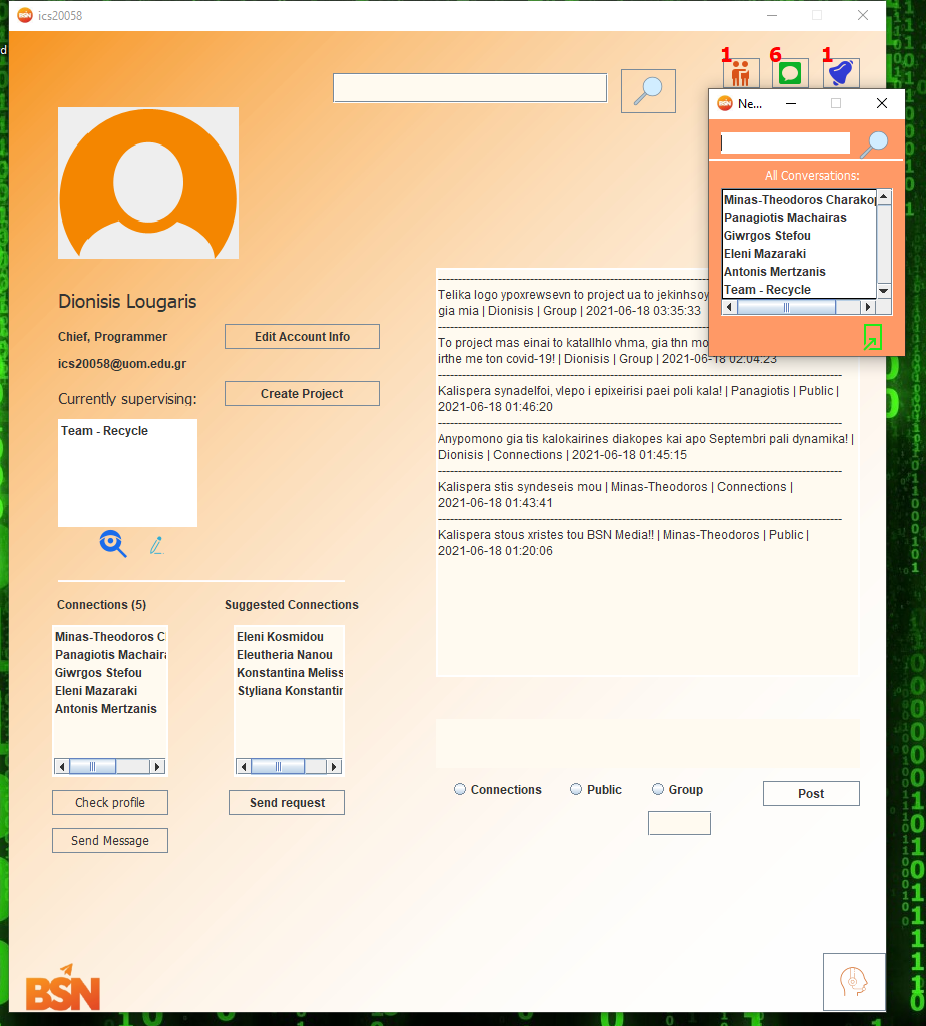 BSN ics20058
1 6 1
BSN Ne...
All Conversations:
Minas-Theodoros Charakop
Panagiotis Machairas
Giwrgos Stefou
Eleni Mazaraki
Antonis Mertzanis
Team - Recycle
Dionisis Lougaris
Chief, Programmer
Edit Account Info
ics20058@uom.edu.gr
Create Project
Currently supervising:
Team - Recycle
Telika logo ypoxrewsevn to project ua to jekinhsoy
gia mia | Dionisis | Group | 2021-06-18 03:35:33
To project mas einai to katallhlo vhma, gia thn mo
irthe me ton covid-19! | Dionisis | Group | 2021-06-18 02:04:23
Kalispera synadelfoi, vlepo i epixeirisi paei poli kala! | Panagiotis | Public |
2021-06-18 01:46:20
Anypomono gia tis kalokairines diakopes kai apo Septembri pali dynamika! |
Dionisis | Connections | 2021-06-18 01:45:15
Kalispera stis syndeseis mou | Minas-Theodoros | Connections |
2021-06-18 01:43:41
Kalispera stous xristes tou BSN Media!! | Minas-Theodoros | Public |
2021-06-18 01:20:06
Connections (5)
Minas-Theodoros C
Panagiotis Machaira
Giwrgos Stefou
Eleni Mazaraki
Antonis Mertzanis
Check profile
Send Message
Suggested Connections
Eleni Kosmidou
Eleutheria Nanou
Konstantina Meliss
Styliana Konstantin
Send request
Connections Public Group
Post
BSN